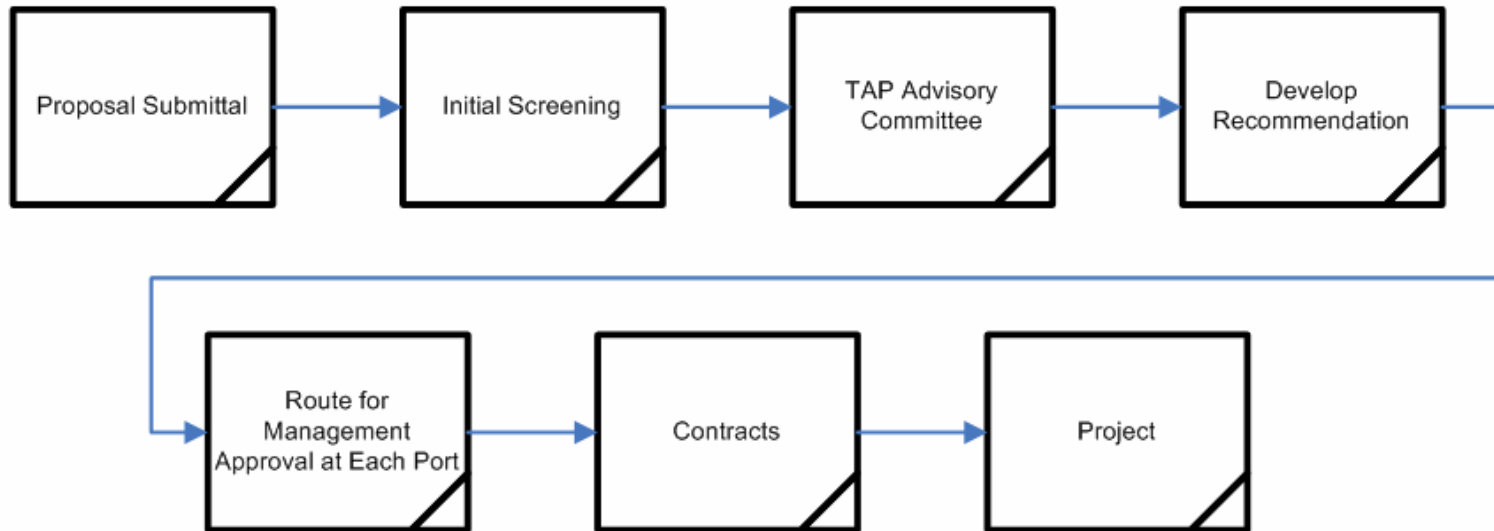 Proposal Submittal
Initial Screening
TAP Advisory
Committee
Develop
Recommendation
Route for
Management
Approval at Each Port
Contracts
Project